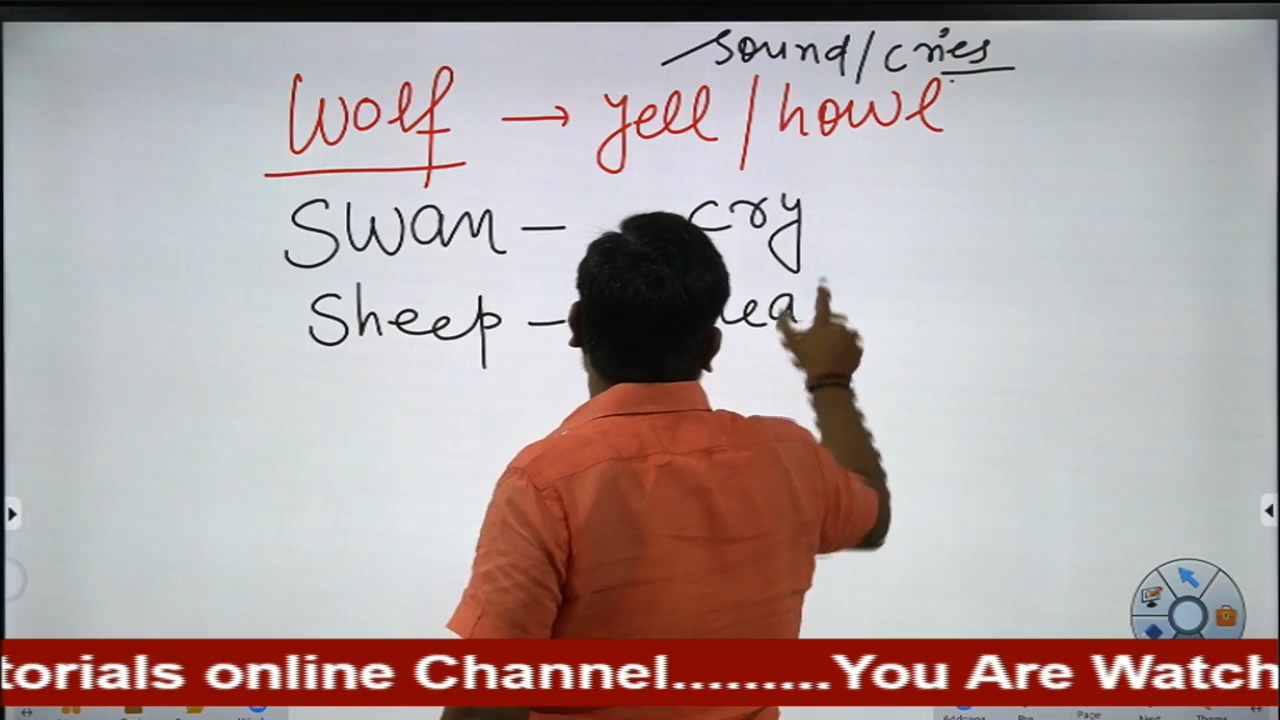 sound/cries
Wolf → yell/howl
Swan – cry
Sheep –
torials online Channel.........You Are Watch